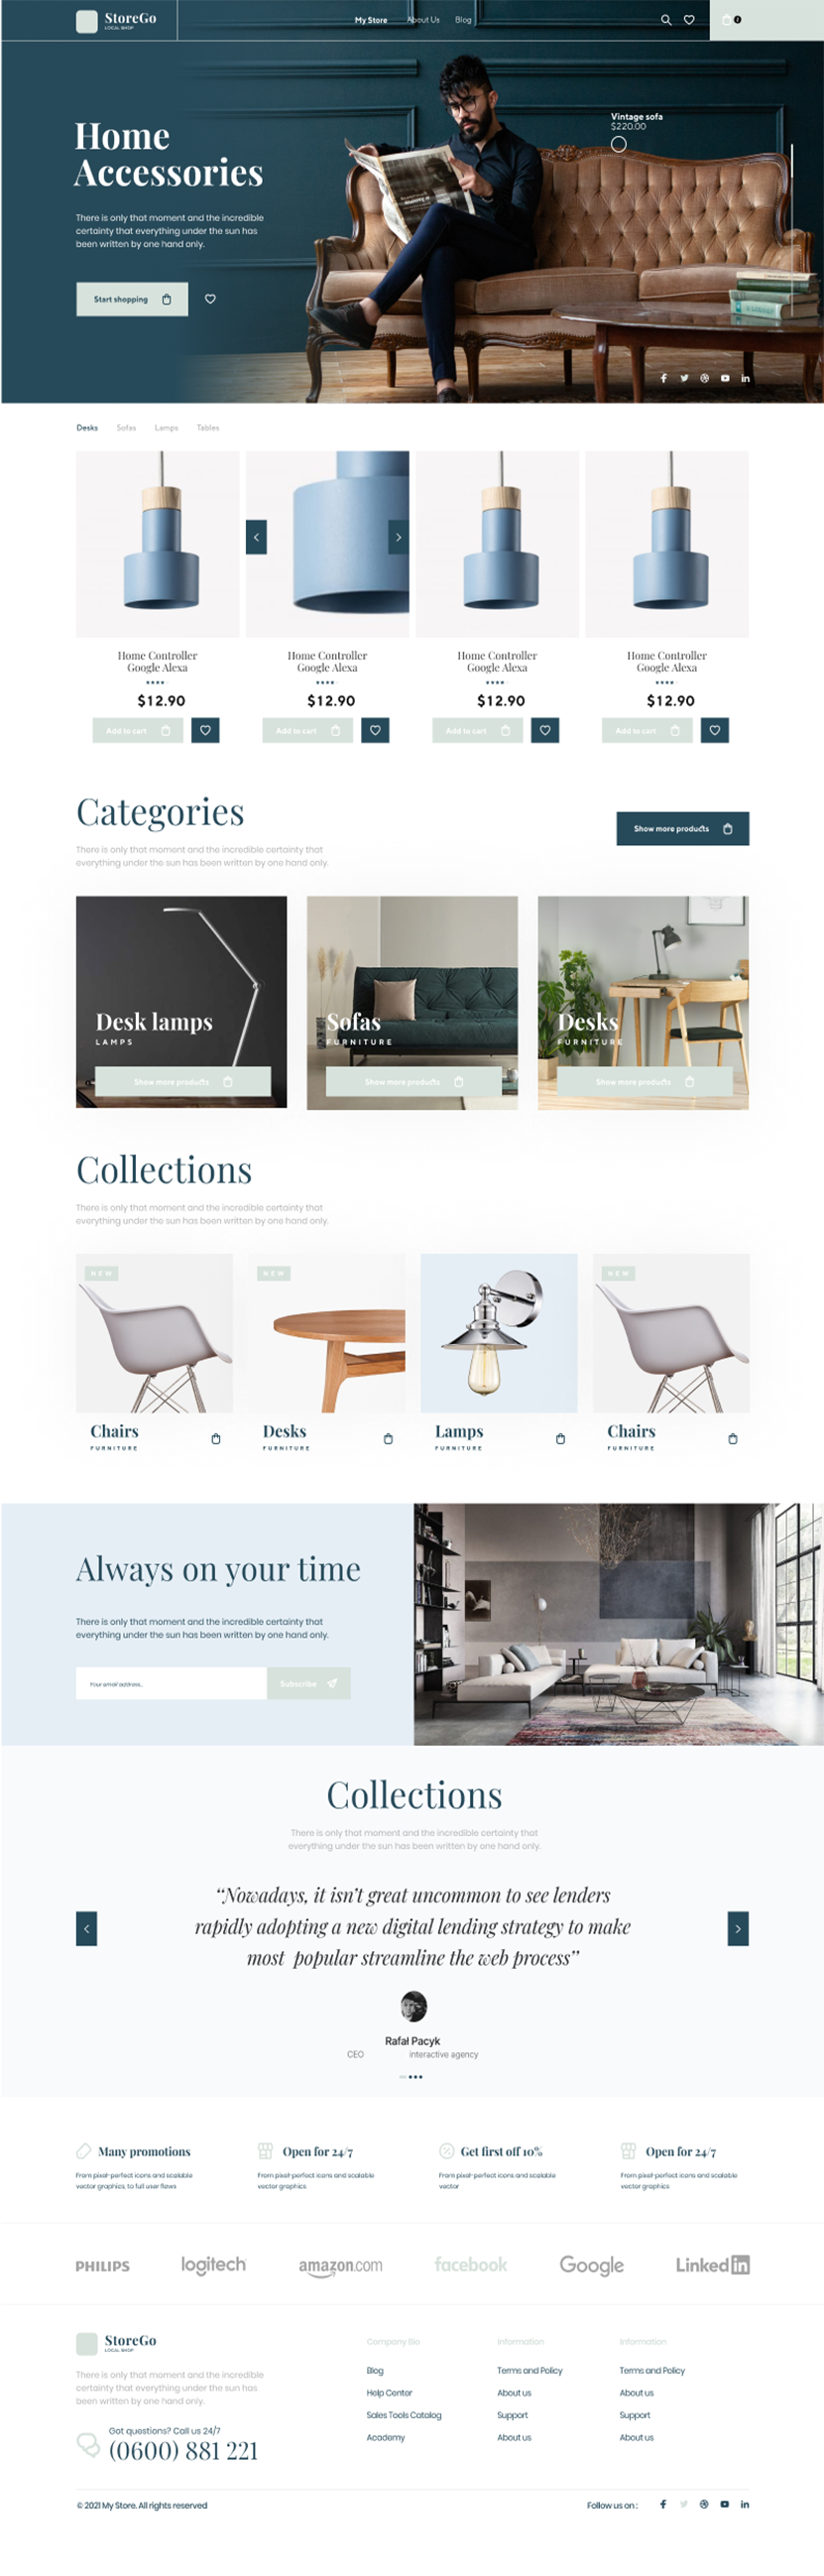 StoreGo
LOCAL SHOP
My Store
About Us
Blog
2
Home
Accessories
There is only that moment and the incredible
certainty that everything under the sun has
been written by one hand only.
Start shopping
Vintage sofa
$220.00
Desks
Sofas
Lamps
Tables
Home Controller
Google Alexa
$12.90
Add to cart
Home Controller
Google Alexa
$12.90
Add to cart
Home Controller
Google Alexa
$12.90
Add to cart
Home Controller
Google Alexa
$12.90
Add to cart
Categories
There is only that moment and the incredible certainty that
everything under the sun has been written by one hand only.
Show more products
Desk lamps
LAMPS
Show more products
Sofas
FURNITURE
Show more products
Desks
FURNITURE
Show more products
Collections
There is only that moment and the incredible certainty that
everything under the sun has been written by one hand only.
NEW
Chairs
FURNITURE
NEW
Desks
FURNITURE
Lamps
FURNITURE
NEW
Chairs
FURNITURE
Always on your time
There is only that moment and the incredible certainty that
everything under the sun has been written by one hand only.
Your email address...
Subscribe
Collections
There is only that moment and the incredible certainty that
everything under the sun has been written by one hand only.
“Nowadays, it isn’t great uncommon to see lenders
rapidly adopting a new digital lending strategy to make
most popular streamline the web process”
Rafał Pacyk
CEO interactive agency
Many promotions
From pixel-perfect icons and scalable
vector graphics, to full user flows
Open for 24/7
From pixel-perfect icons and scalable
vector graphics
Get first off 10%
From pixel-perfect icons and scalable
vector
Open for 24/7
From pixel-perfect icons and scalable
vector graphics
PHILIPS
logitech
amazon.com
facebook
Google
Linked in
StoreGo
LOCAL SHOP
There is only that moment and the incredible
certainty that everything under the sun has
been written by one hand only.
Got questions? Call us 24/7
(0600) 881 221
Company Bio
Blog
Help Center
Sales Tools Catalog
Academy
Information
Terms and Policy
About us
Support
About us
Information
Terms and Policy
About us
Support
About us
© 2021 My Store. All rights reserved
Follow us on :